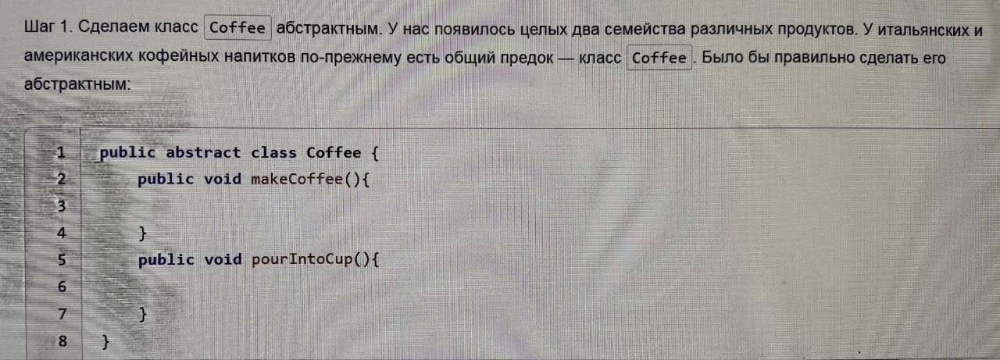 Шаг 1. Сделаем класс Coffee абстрактным. У нас появилось целых два семейства различных продуктов. У итальянских и
американских кофейных напитков по-прежнему есть общий предок — класс Coffee . Было бы правильно сделать его
абстрактным:
1 public abstract class Coffee {
2     public void makeCoffee(){
3
4     }
5     public void pourIntoCup(){
6
7     }
8 }